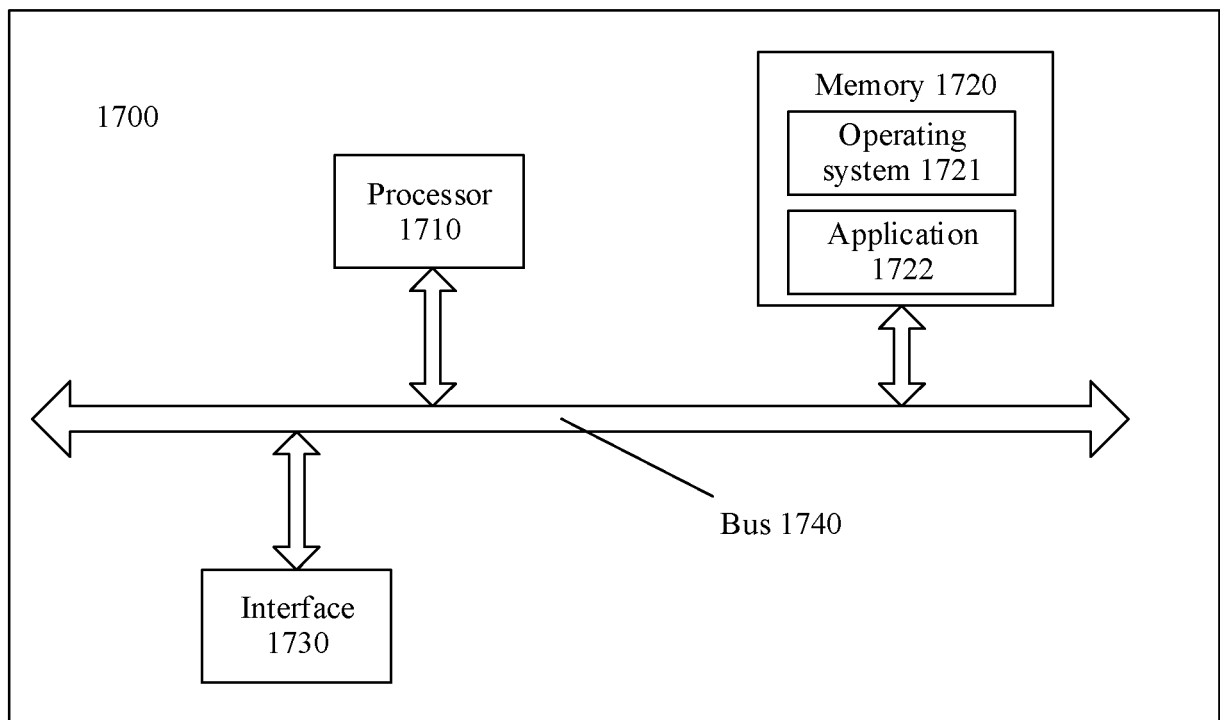 1700
Memory 1720
Operating
system 1721
Processor
1710
Application
1722
Bus 1740
Interface
1730